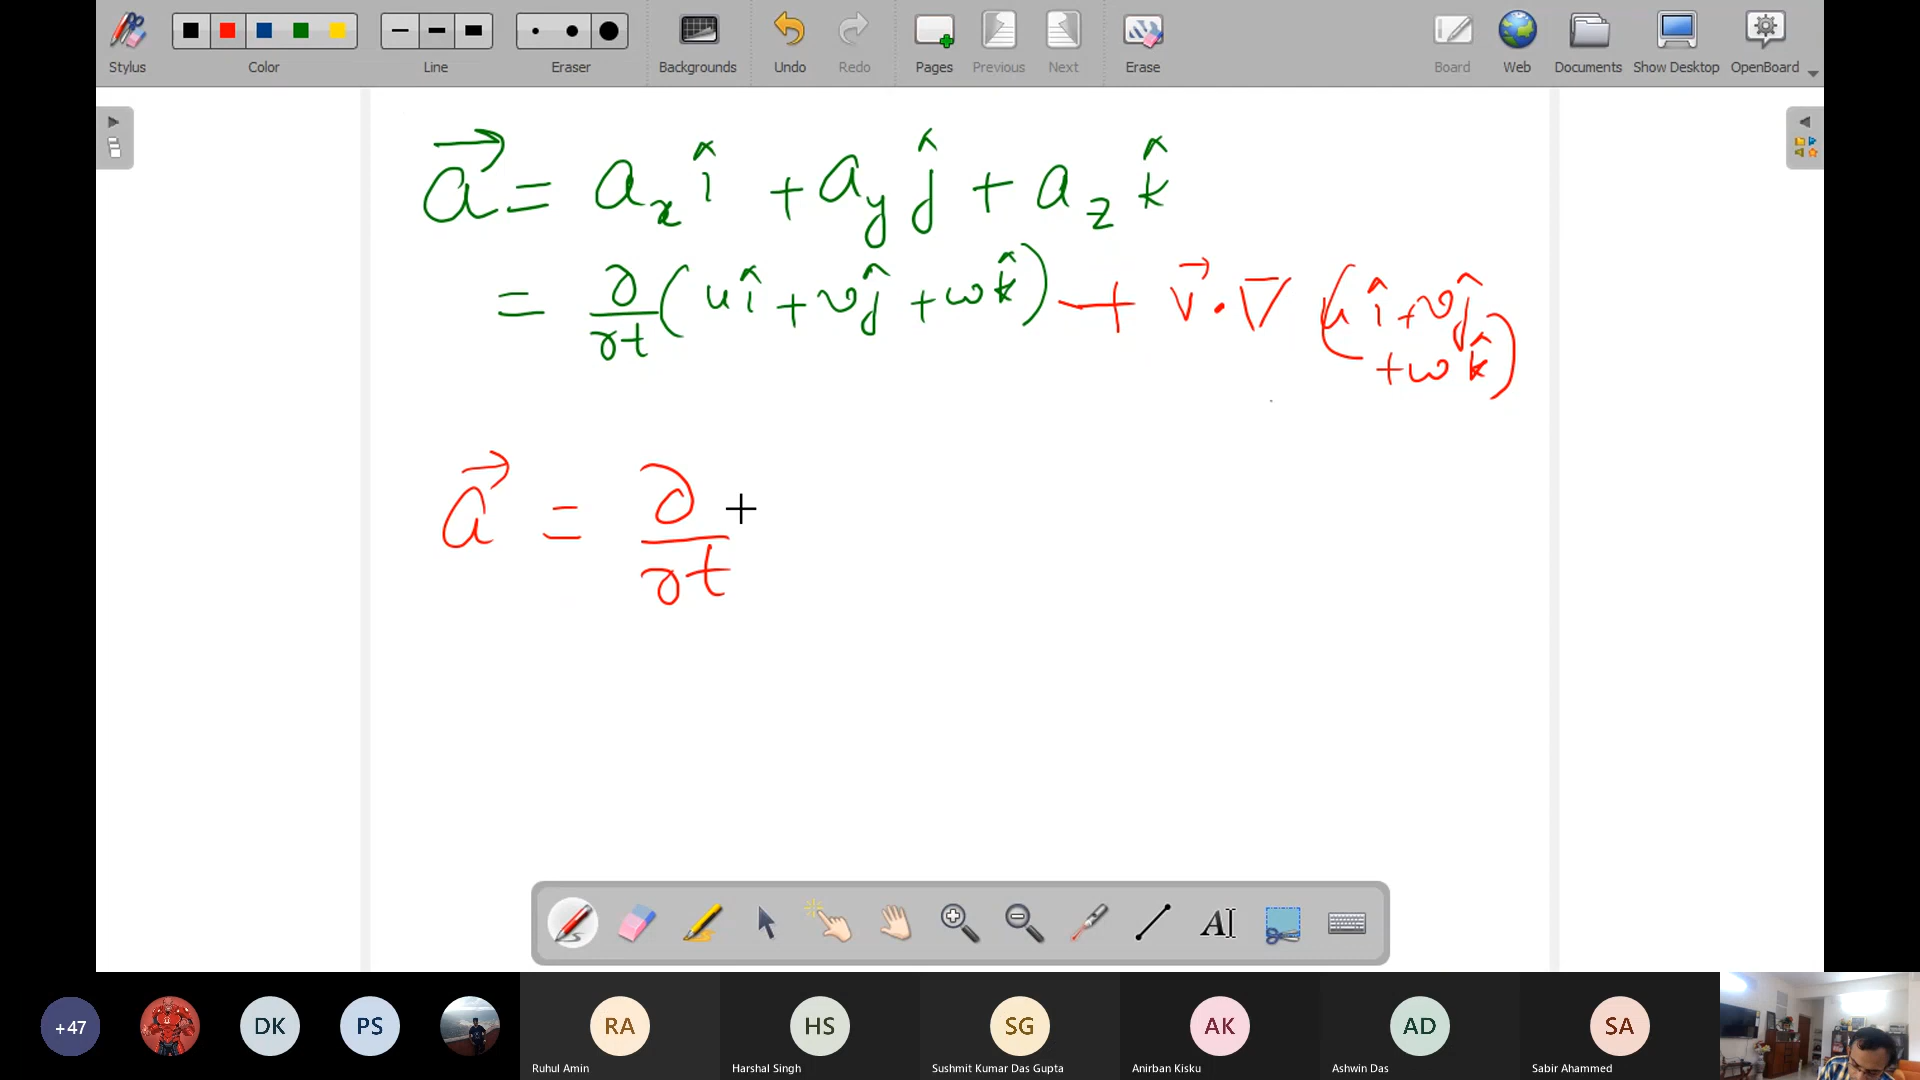 Stylus Color Line Eraser Backgrounds Undo Redo Pages Previous Next Erase Board Web Documents Show Desktop OpenBoard
a⃗ = a_x î + a_y ĵ + a_z k̂
= ∂/∂t (uî + vĵ + wk̂) + v⃗ · ∇ (u î + vĵ
+ w k̂)
a⃗ = ∂/∂t
AI
+47 DK PS RA HS SG AK AD SA
Ruhul Amin Harshal Singh Sushmit Kumar Das Gupta Anirban Kisku Ashwin Das Sabir Ahammed